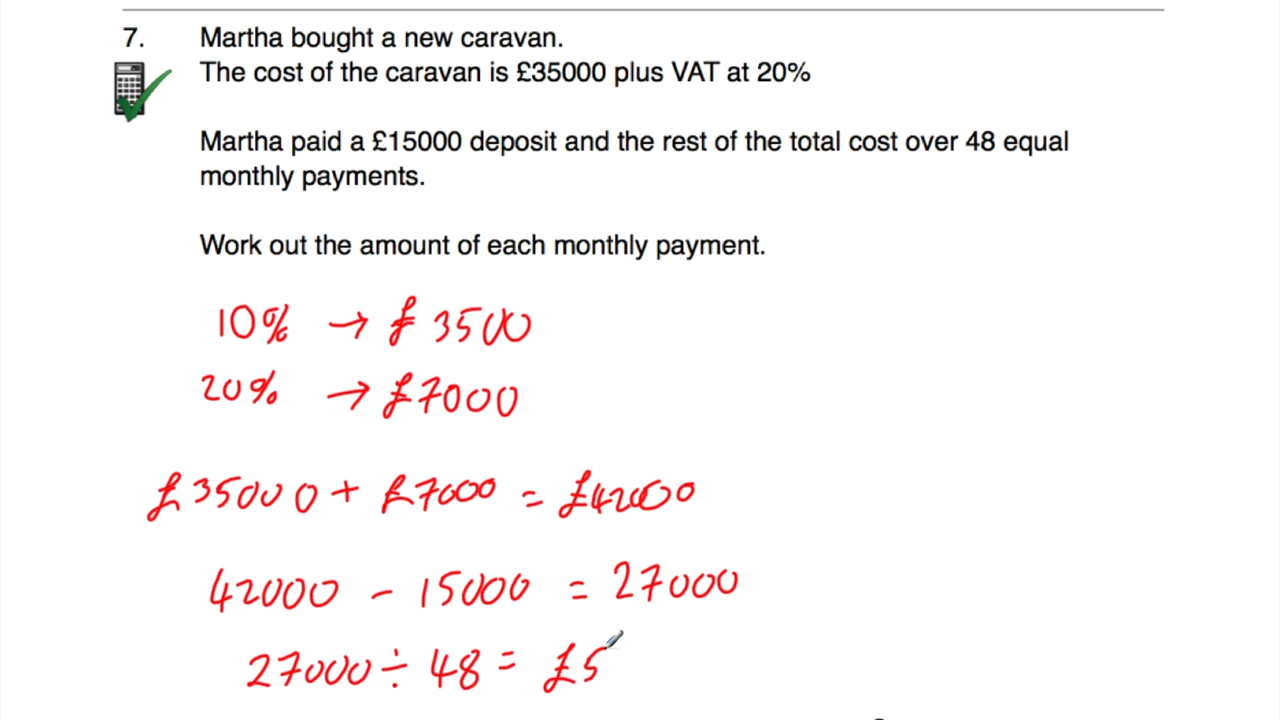 7. Martha bought a new caravan.
The cost of the caravan is £35000 plus VAT at 20%
Martha paid a £15000 deposit and the rest of the total cost over 48 equal
monthly payments.
Work out the amount of each monthly payment.
10% → £3500
20% → £7000
£35000 + £7000 = £42000
42000 - 15000 = 27000
27000 ÷ 48 = £5